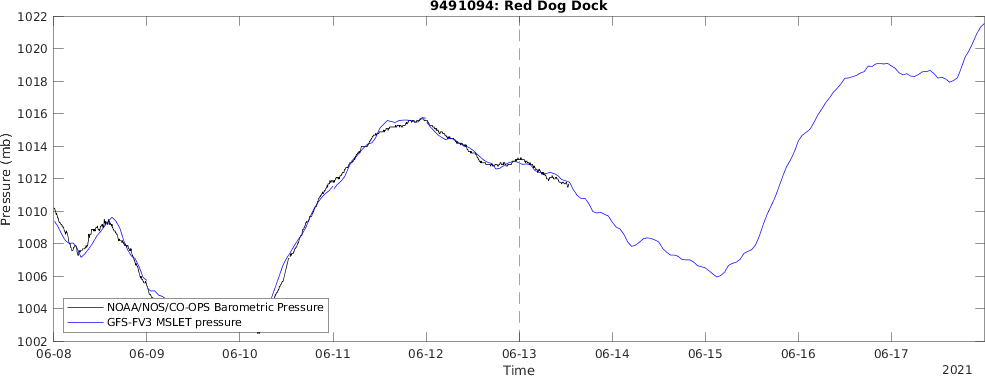 9491094: Red Dog Dock
Pressure (mb)
1022
1020
1018
1016
1014
1012
1010
1008
1006
1004
1002
NOAA/NOS/CO-OPS Barometric Pressure
GFS-FV3 MSLET pressure
06-08 06-09 06-10 06-11 06-12 06-13 06-14 06-15 06-16 06-17
Time
2021